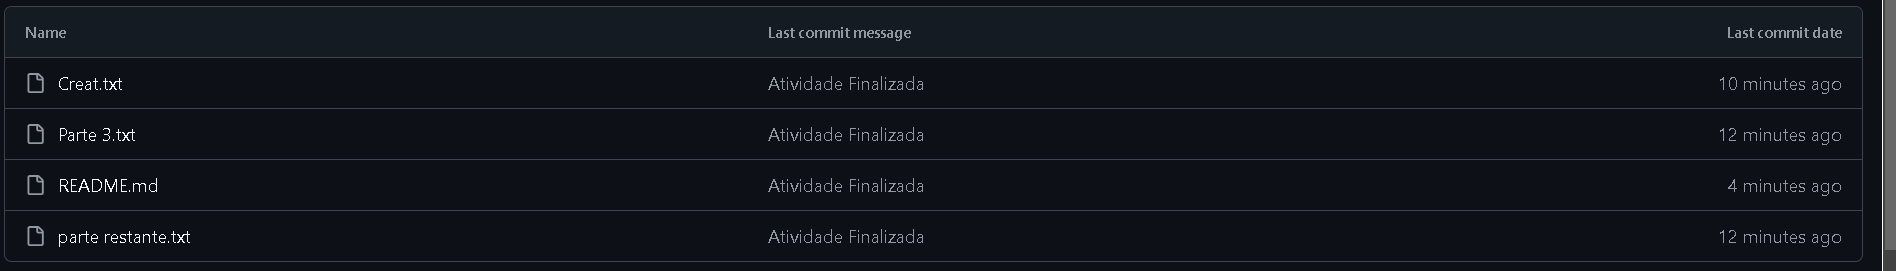 Name Last commit message Last commit date
Creat.txt Atividade Finalizada 10 minutes ago
Parte 3.txt Atividade Finalizada 12 minutes ago
README.md Atividade Finalizada 4 minutes ago
parte restante.txt Atividade Finalizada 12 minutes ago